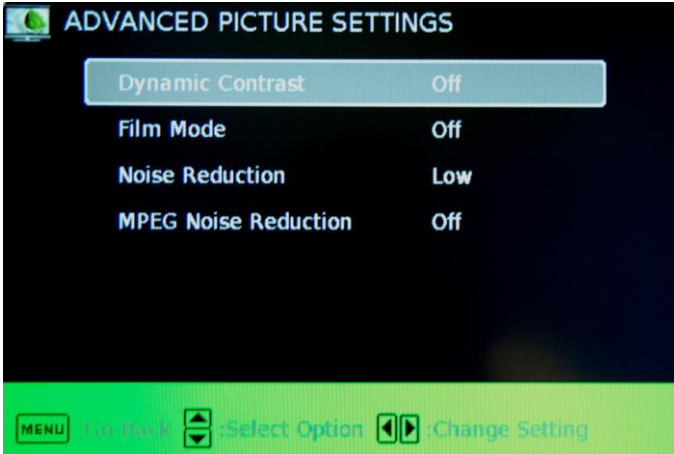 ADVANCED PICTURE SETTINGS
Dynamic Contrast Off
Film Mode Off
Noise Reduction Low
MPEG Noise Reduction Off
MENU Go Back :Select Option :Change Setting